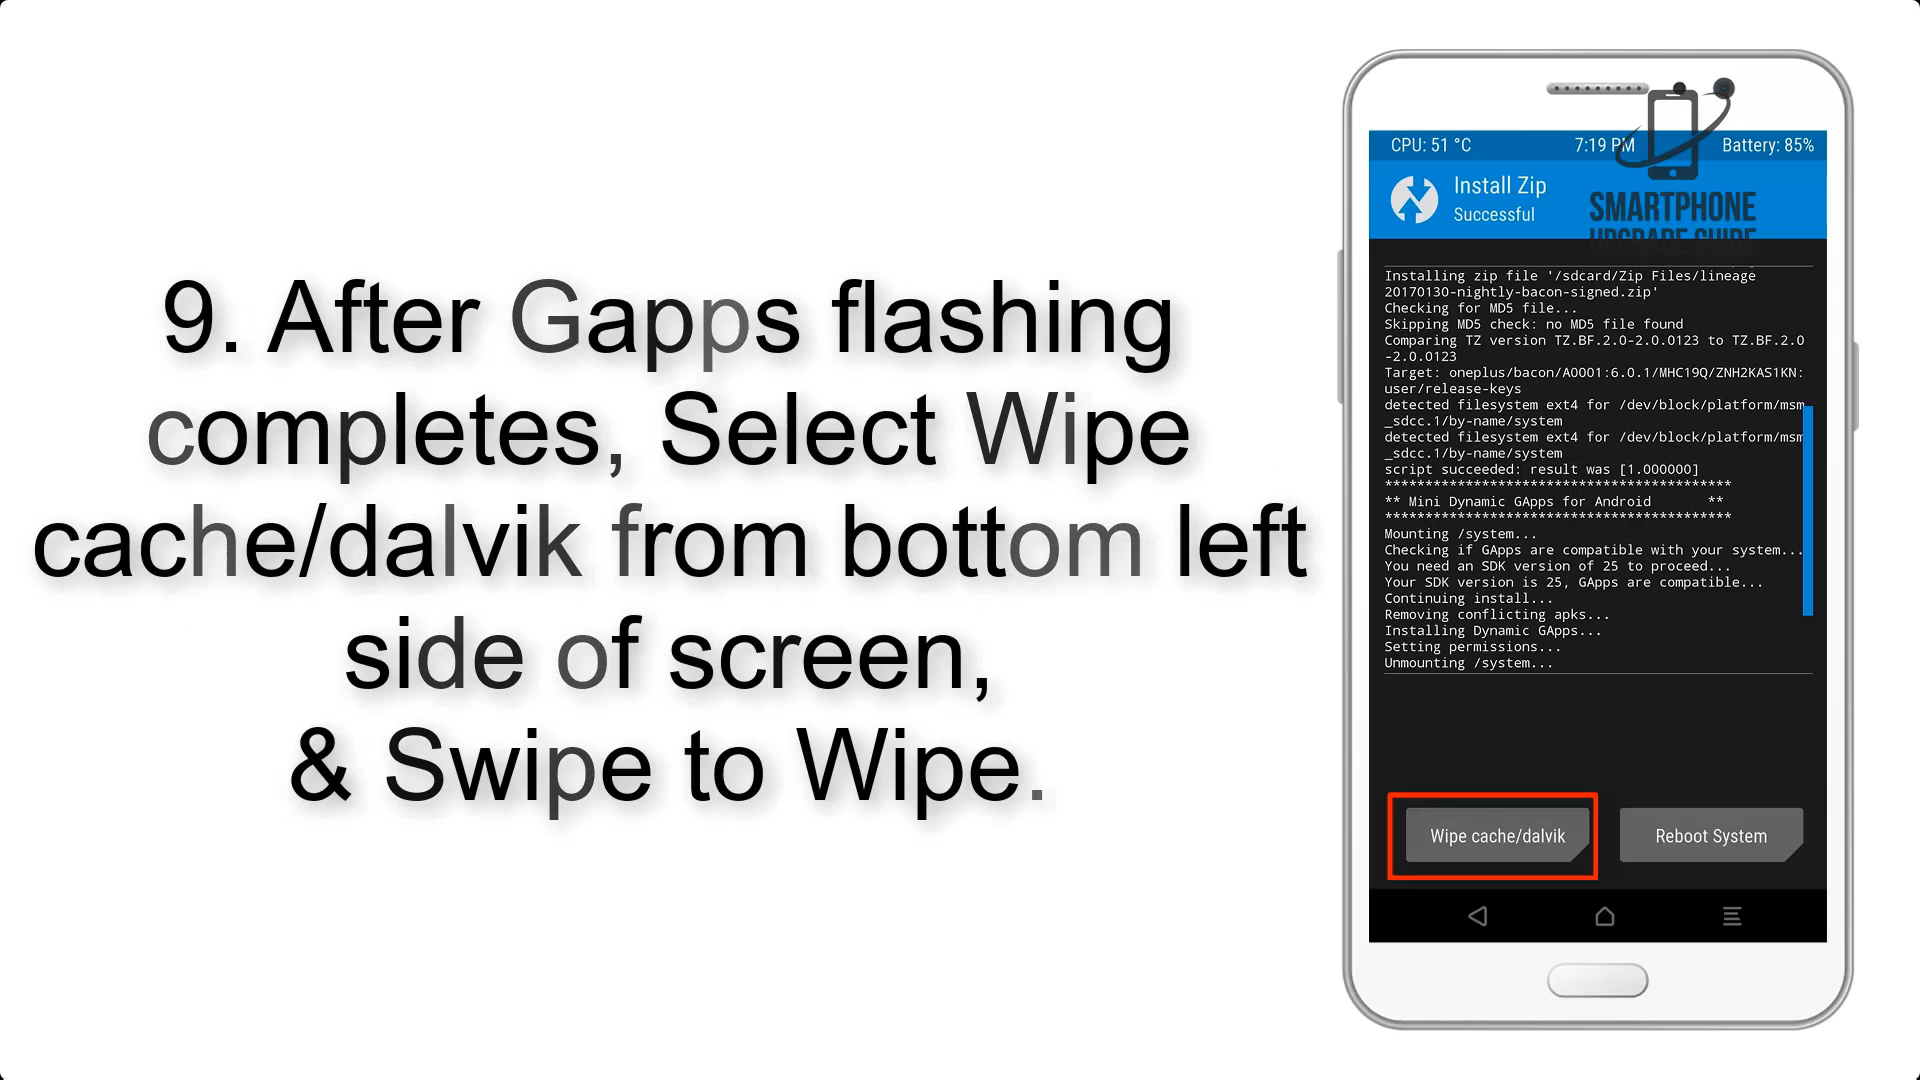 9. After Gapps flashing
completes, Select Wipe
cache/dalvik from bottom left
side of screen,
& Swipe to Wipe.
CPU: 51 °C 7:19 PM Battery: 85%
Install Zip
Successful
SMARTPHONE
UPGRADE GUIDE
Installing zip file '/sdcard/Zip Files/lineage
20170130-nightly-bacon-signed.zip'
Checking for MD5 file...
Skipping MD5 check: no MD5 file found
Comparing TZ version TZ.BF.2.0-2.0.0123 to TZ.BF.2.0
-2.0.0123
Target: oneplus/bacon/A0001:6.0.1/MHC19Q/ZNH2KAS1KN:
user/release-keys
detected filesystem ext4 for /dev/block/platform/msm
_sdcc.1/by-name/system
detected filesystem ext4 for /dev/block/platform/msm
_sdcc.1/by-name/system
script succeeded: result was [1.000000]
******************************************
** Mini Dynamic GApps for Android **
******************************************
Mounting /system...
Checking if GApps are compatible with your system...
You need an SDK version of 25 to proceed...
Your SDK version is 25, GApps are compatible...
Continuing install...
Removing conflicting apks...
Installing Dynamic GApps...
Setting permissions...
Unmounting /system...
Wipe cache/dalvik
Reboot System